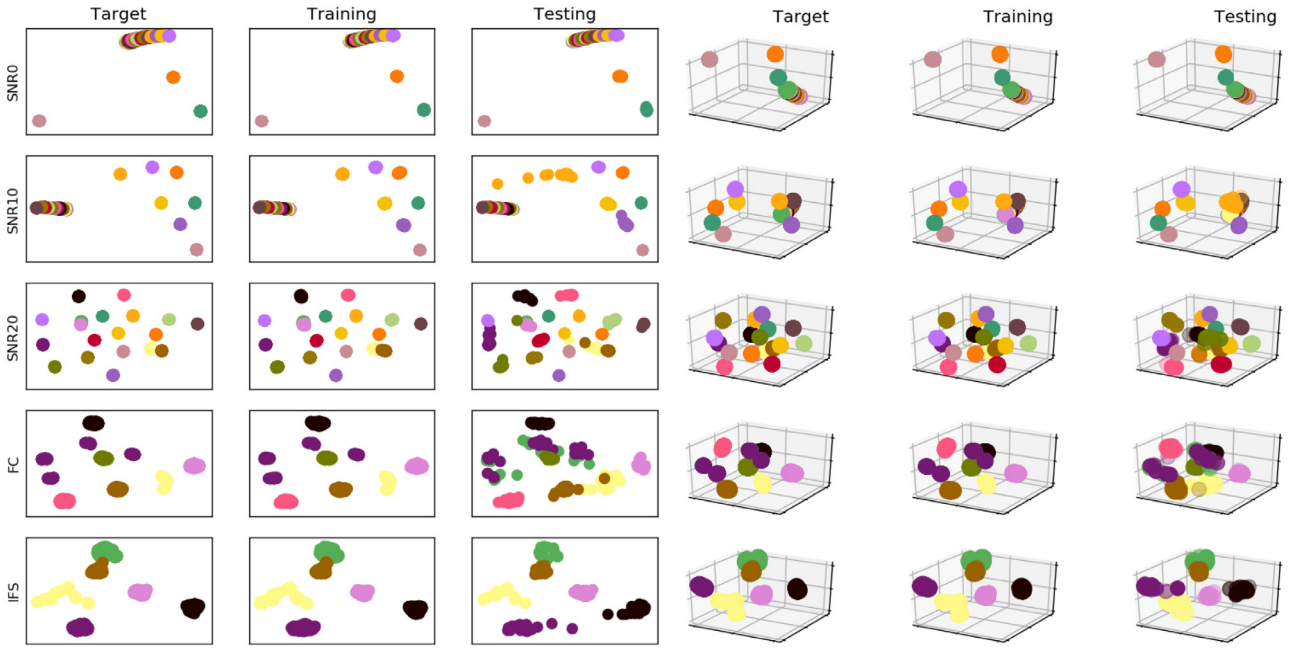 Target Training Testing Target Training Testing
SNR0
SNR10
SNR20
FC
IFS